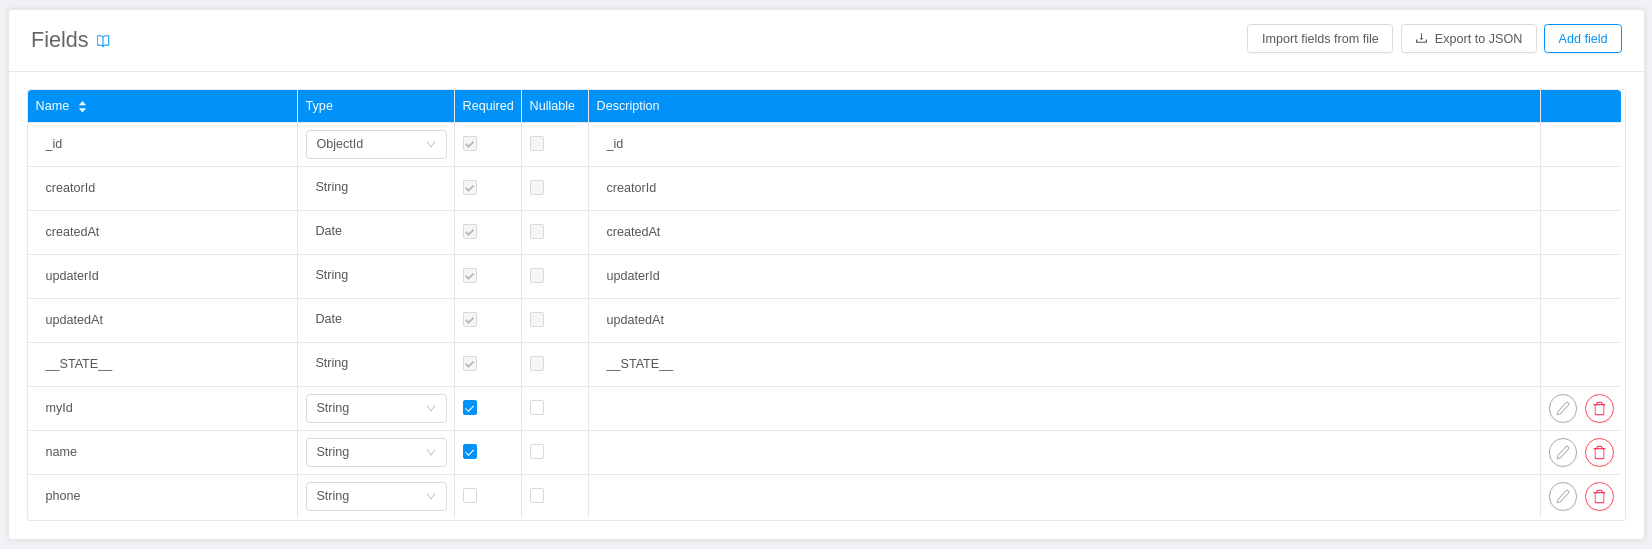 Fields
Import fields from file Export to JSON Add field
Name Type Required Nullable Description
_id ObjectId _id
creatorId String creatorId
createdAt Date createdAt
updaterId String updaterId
updatedAt Date updatedAt
__STATE__ String __STATE__
myId String
name String
phone String